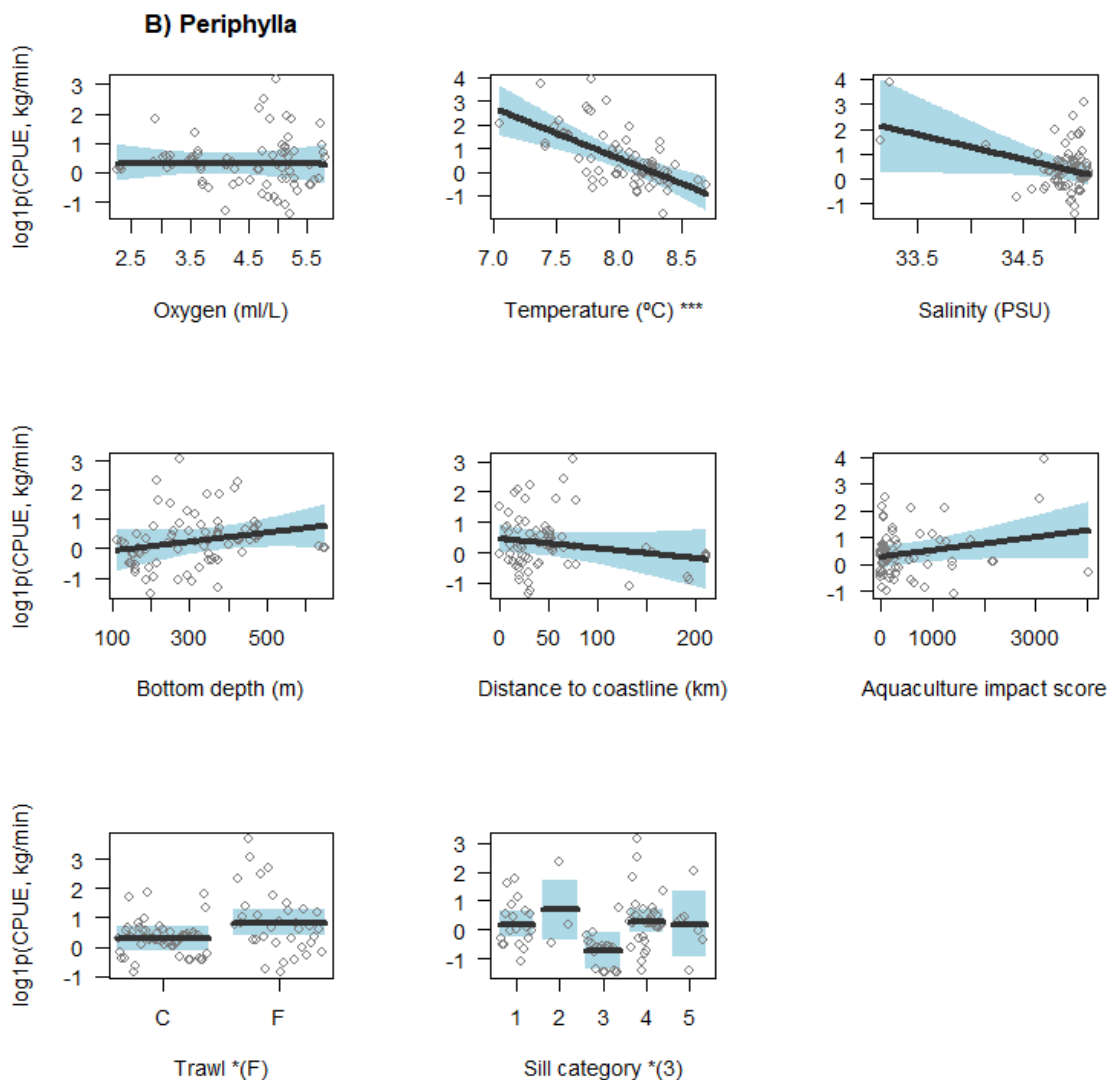 B) Periphylla
log1p(CPUE, kg/min)
3
2
1
0
-1
2.5 3.5 4.5 5.5
Oxygen (ml/L)
4
3
2
1
0
-1
7.0 7.5 8.0 8.5
Temperature (ºC) ***
4
3
2
1
0
-1
33.5 34.5
Salinity (PSU)
log1p(CPUE, kg/min)
3
2
1
0
-1
100 300 500
Bottom depth (m)
3
2
1
0
-1
0 50 100 200
Distance to coastline (km)
4
3
2
1
0
-1
0 1000 3000
Aquaculture impact score
log1p(CPUE, kg/min)
3
2
1
0
-1
C F
Trawl *(F)
3
2
1
0
-1
1 2 3 4 5
Sill category *(3)